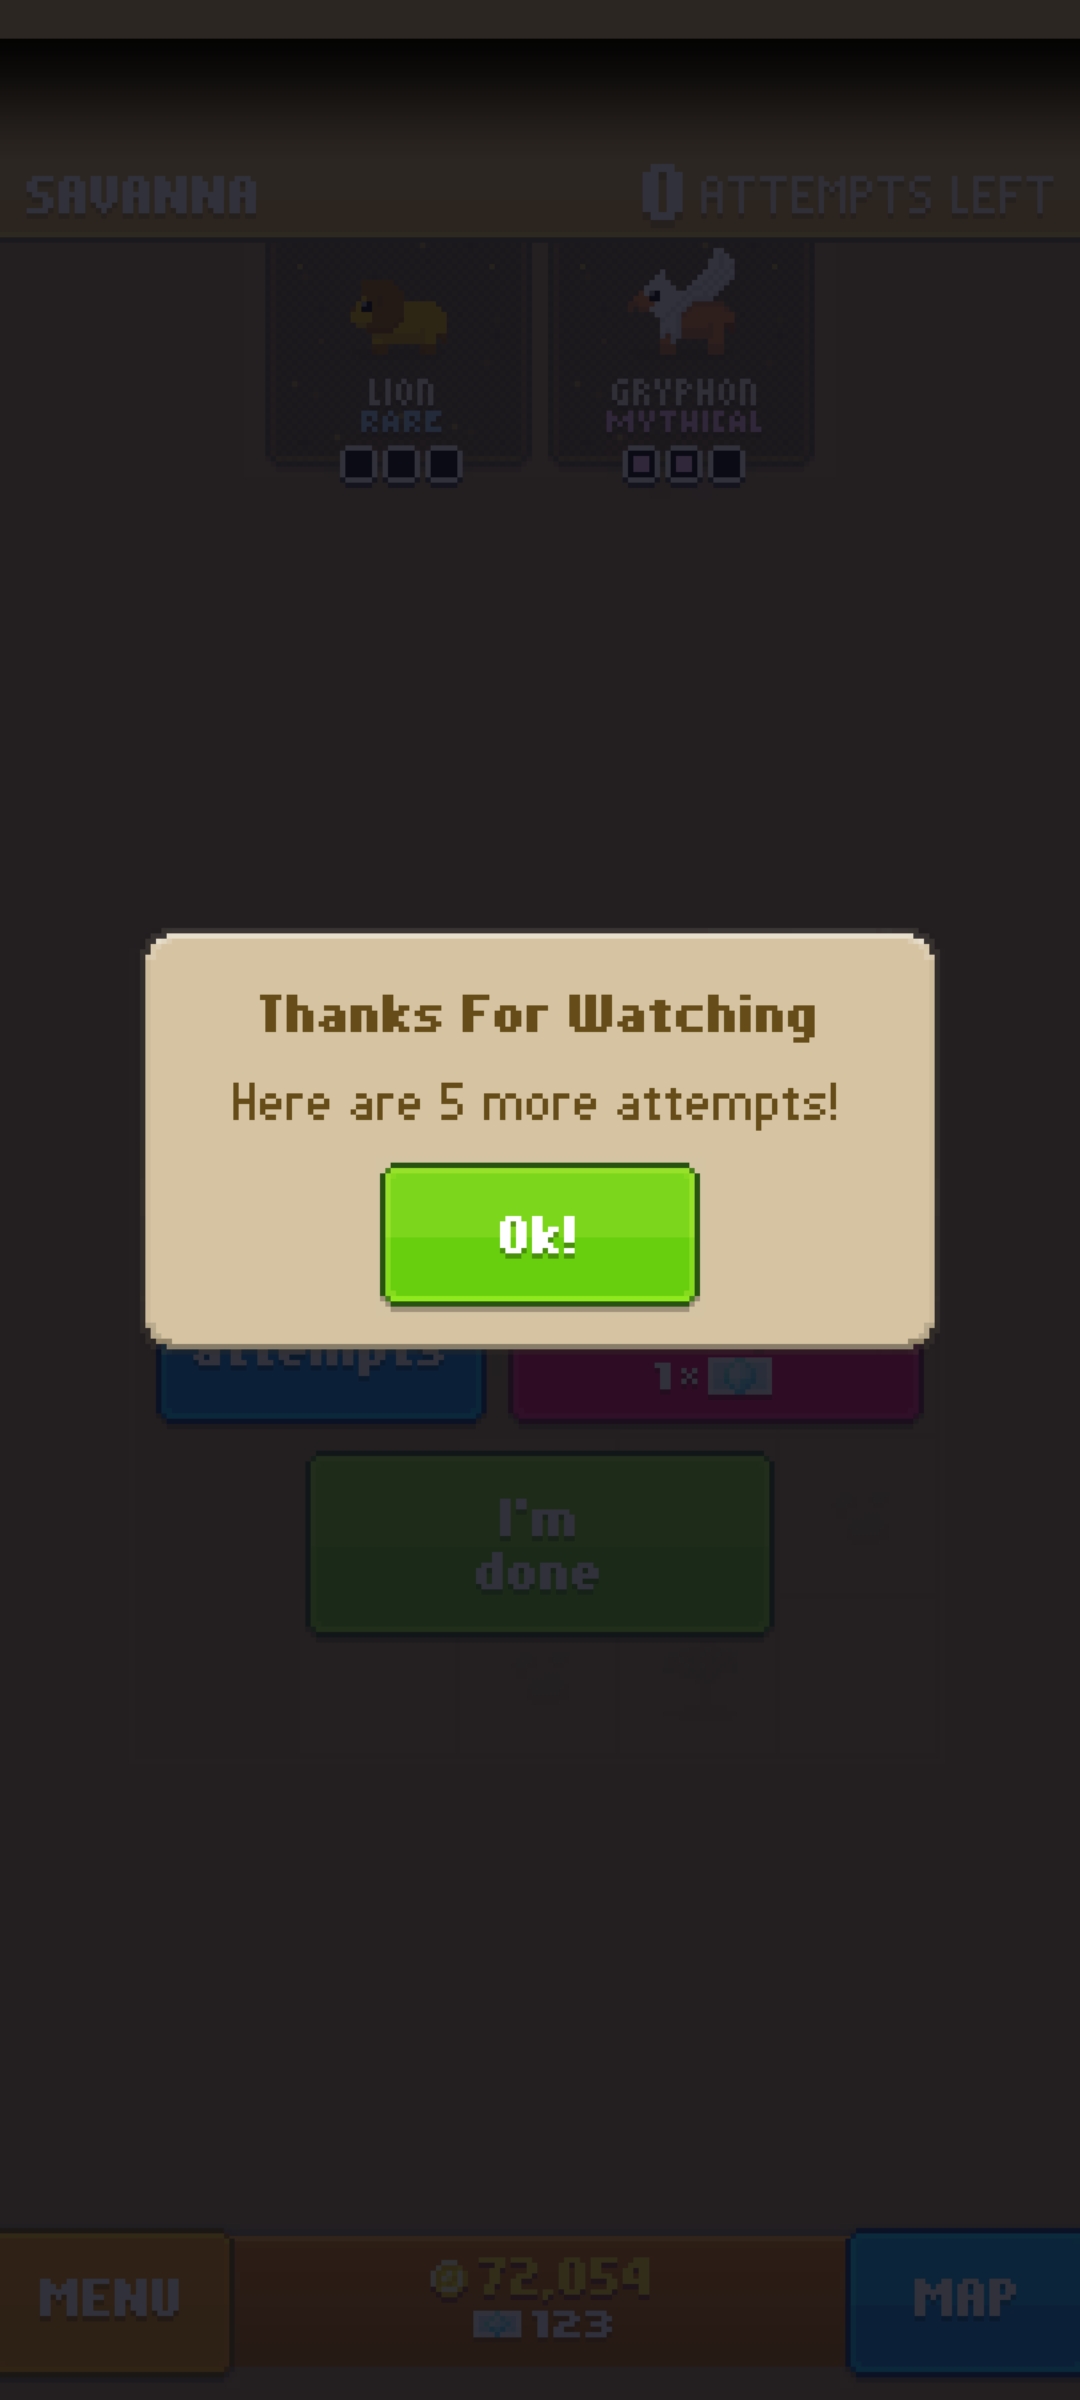 SAVANNA
0 ATTEMPTS LEFT
LION
RARE
GRYPHON
MYTHICAL
Thanks For Watching
Here are 5 more attempts!
Ok!
attempts
1×
I'm
done
MENU
72,054
123
MAP